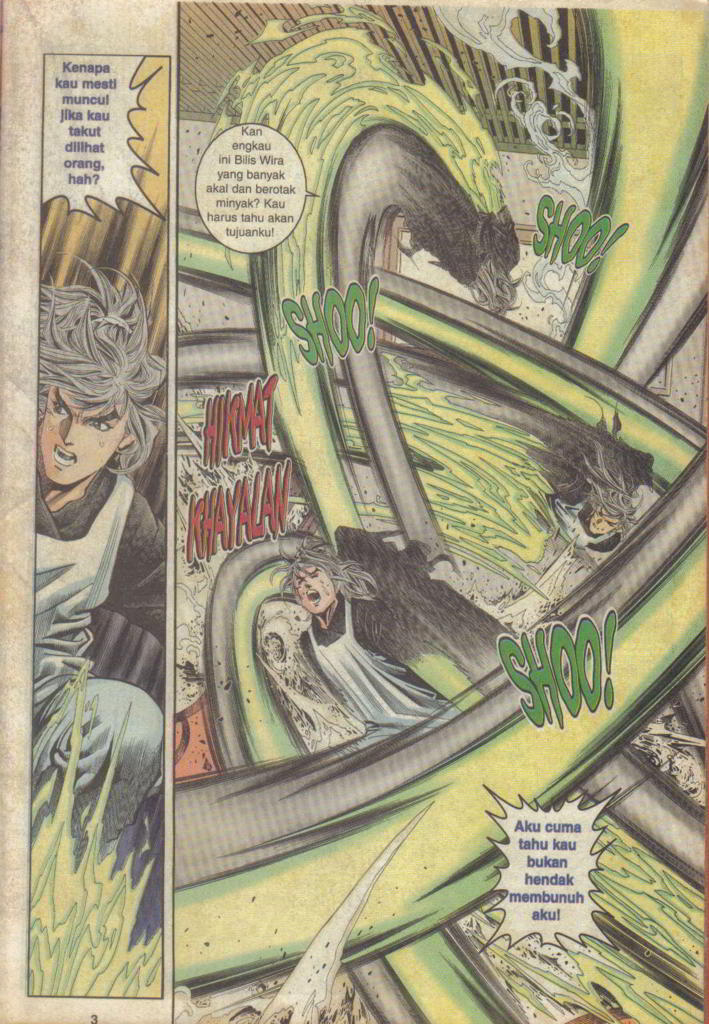 Kenapa
kau mesti
muncul
jika kau
takut
dilihat
orang,
hah?
Kan
engkau
ini Bilis Wira
yang banyak
akal dan berotak
minyak? Kau
harus tahu akan
tujuanku!
SHOO!
SHOO!
HIKMAT
KHAYALAN
SHOO!
Aku cuma
tahu kau
bukan
hendak
membunuh
aku!
3